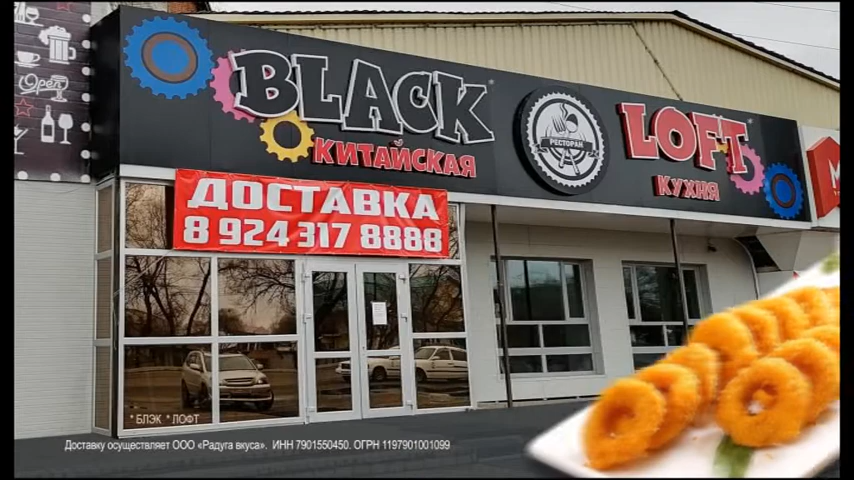 Open
BLACK
КИТАЙСКАЯ
РЕСТОРАН
LOFT
КУХНЯ
М
ДОСТАВКА
8 924 317 8888
* БЛЭК * ЛОФТ
Доставку осуществляет ООО «Радуга вкуса». ИНН 7901550450. ОГРН 1197901001099